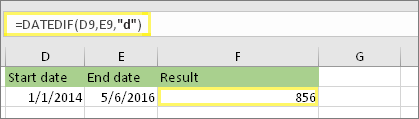 =DATEDIF(D9,E9,"d")
D E F G
Start date End date Result
1/1/2014 5/6/2016 856